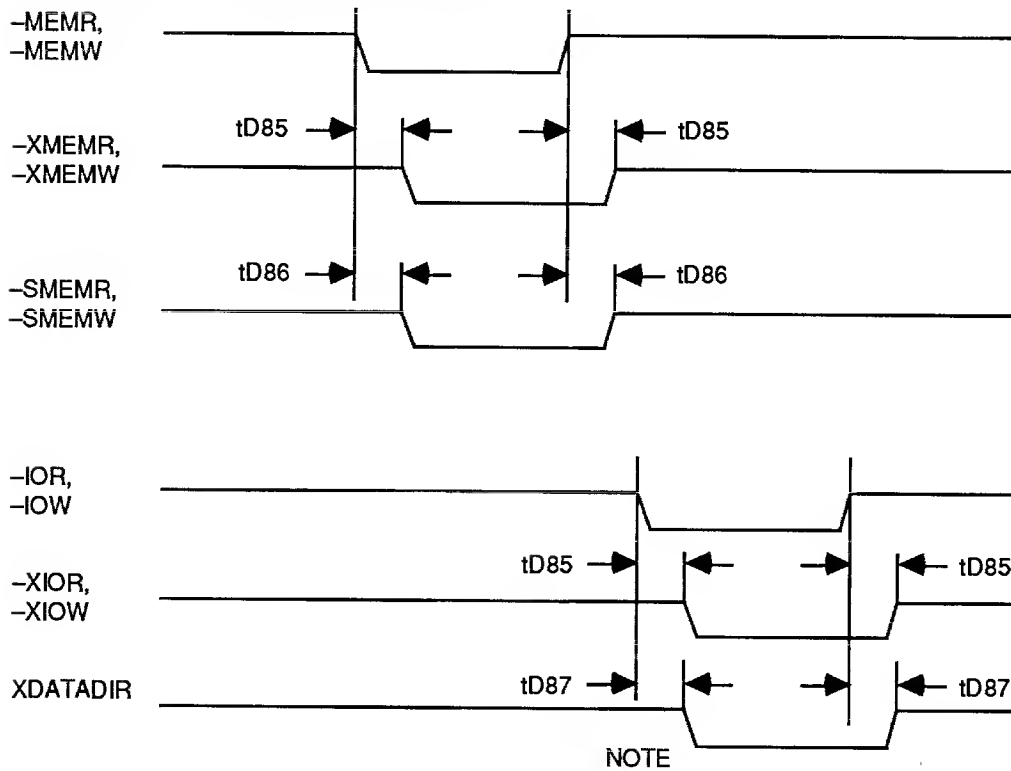 –MEMR,
–MEMW
tD85
tD85
–XMEMR,
–XMEMW
tD86
tD86
–SMEMR,
–SMEMW
–IOR,
–IOW
tD85
tD85
–XIOR,
–XIOW
tD87
tD87
XDATADIR
NOTE